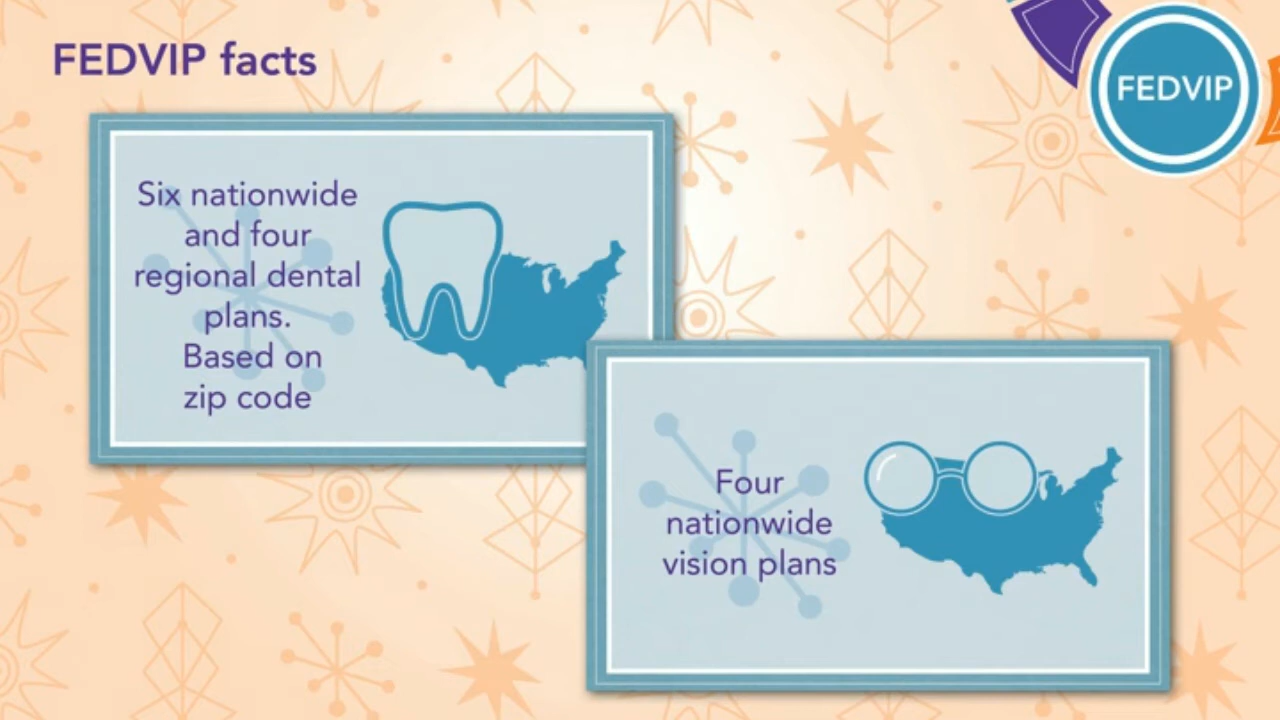 FEDVIP facts
FEDVIP
Six nationwide
and four
regional dental
plans.
Based on
zip code
Four
nationwide
vision plans